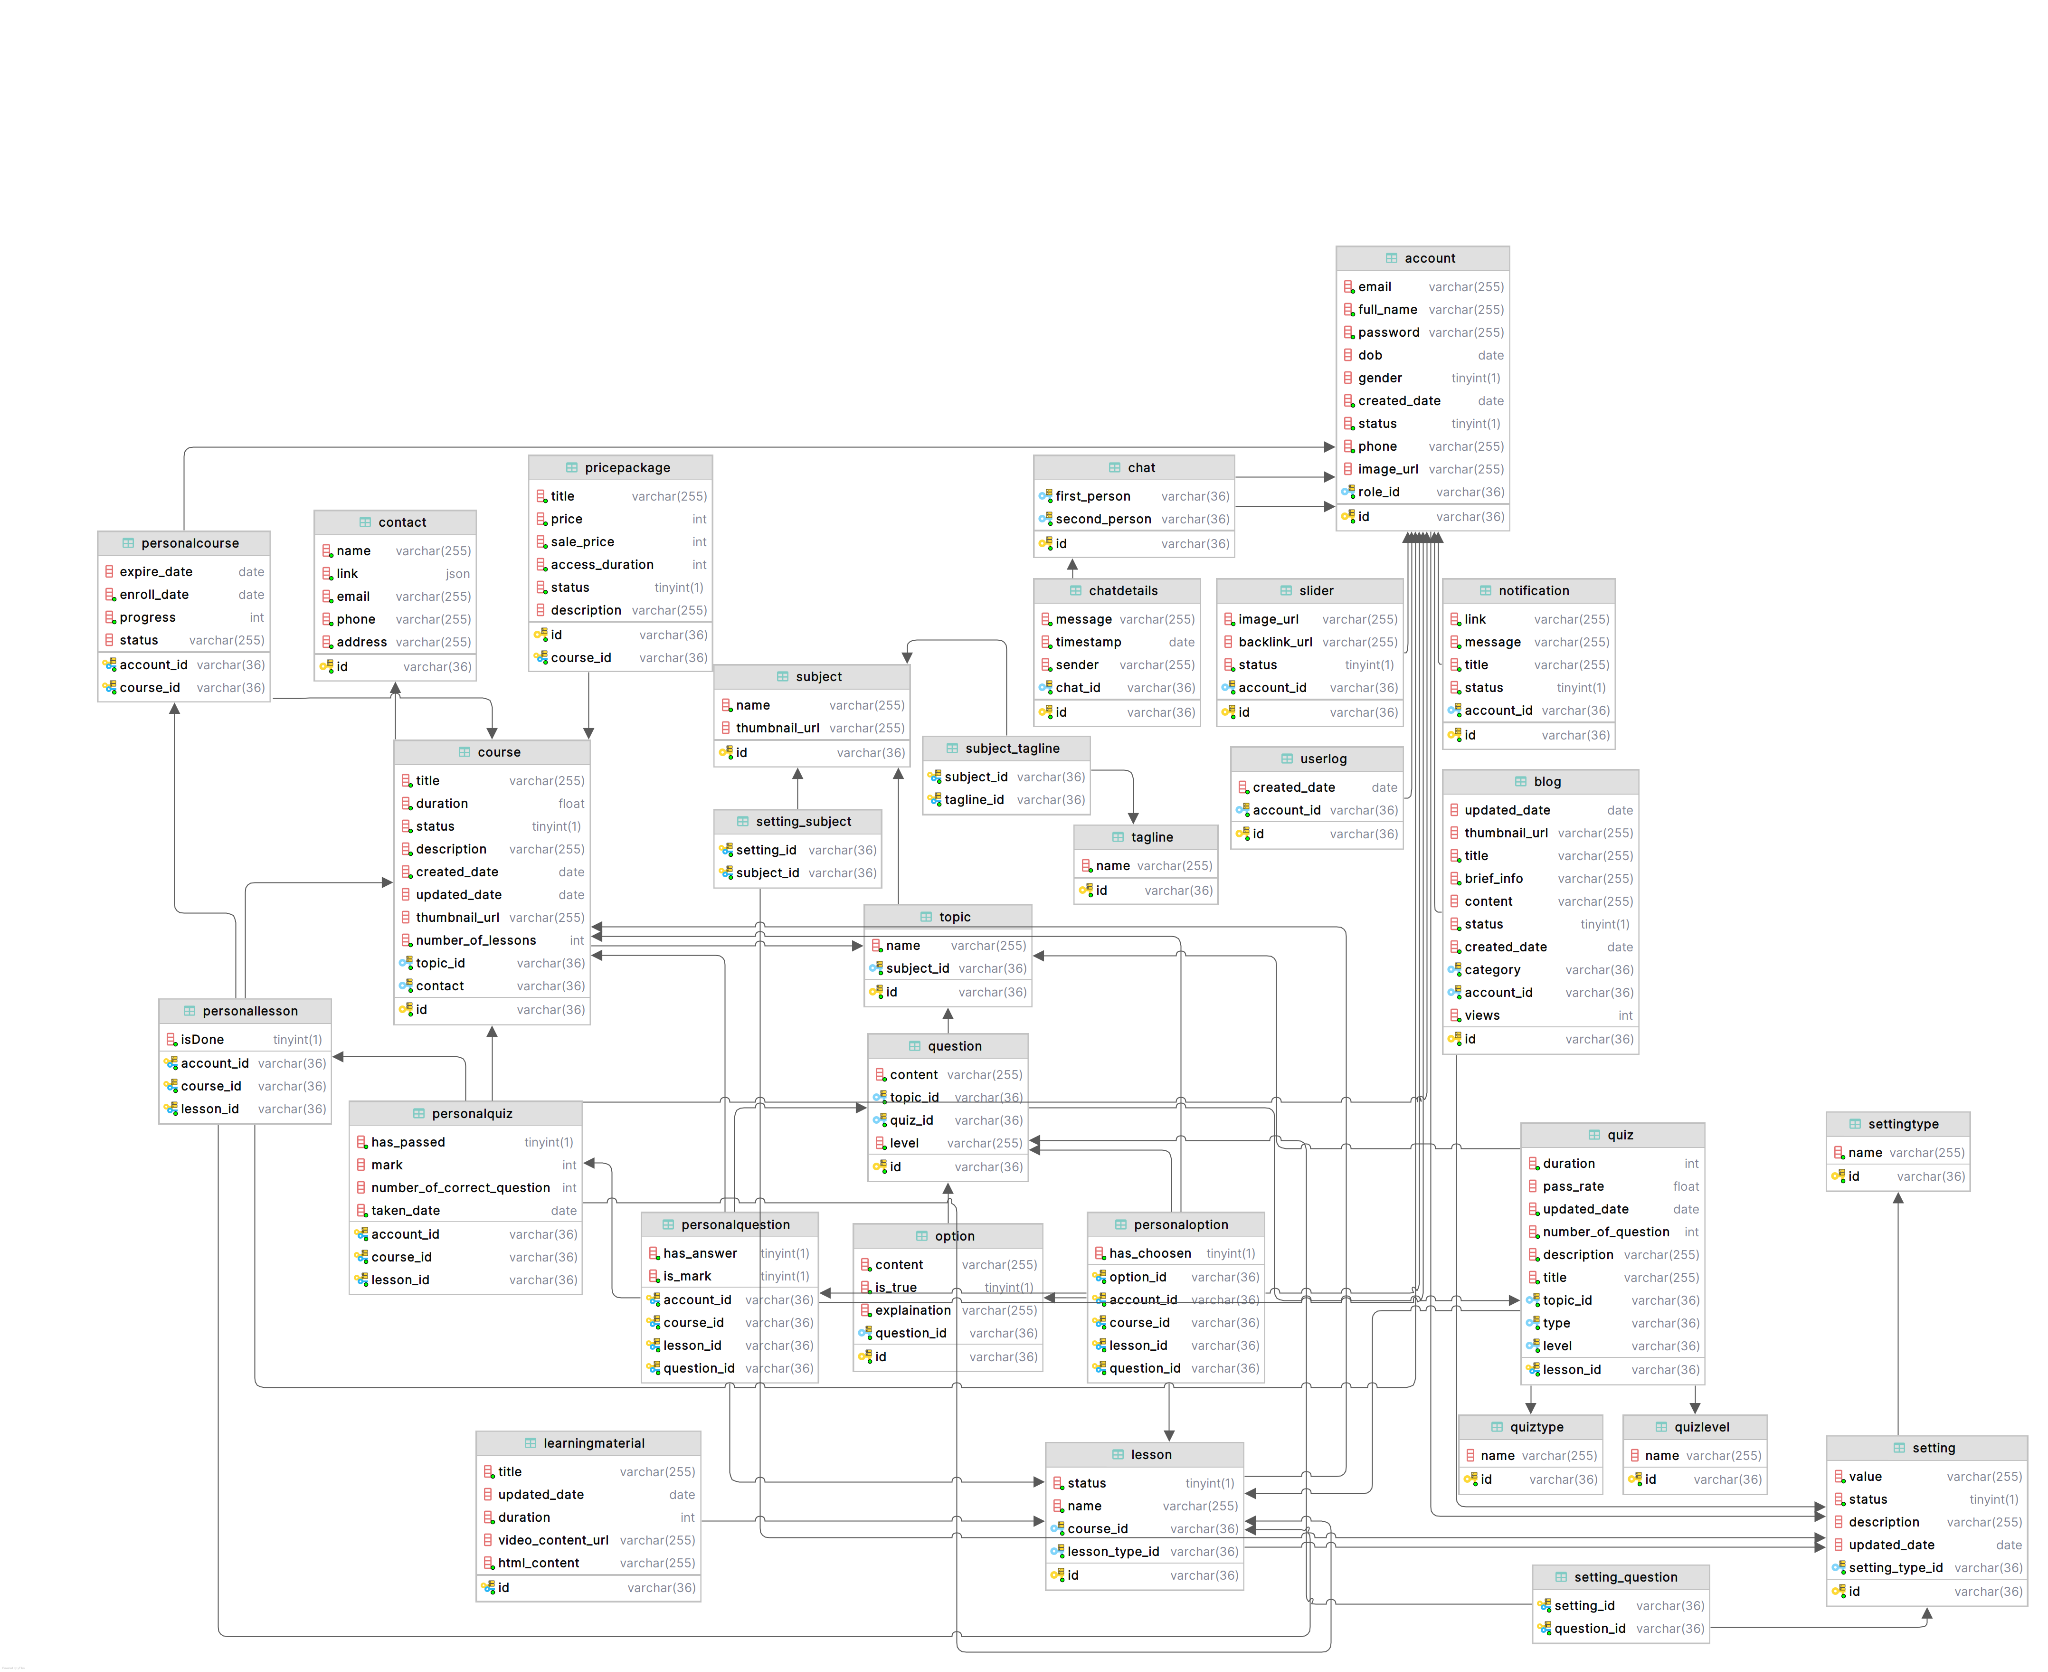 account
email varchar(255)
full_name varchar(255)
password varchar(255)
dob date
gender tinyint(1)
created_date date
status tinyint(1)
phone varchar(255)
image_url varchar(255)
role_id varchar(36)
id varchar(36)
pricepackage
title varchar(255)
price int
sale_price int
access_duration int
status tinyint(1)
description varchar(255)
id varchar(36)
course_id varchar(36)
chat
first_person varchar(36)
second_person varchar(36)
id varchar(36)
contact
name varchar(255)
link json
email varchar(255)
phone varchar(255)
address varchar(255)
id varchar(36)
personalcourse
expire_date date
enroll_date date
progress int
status varchar(255)
account_id varchar(36)
course_id varchar(36)
chatdetails
message varchar(255)
timestamp date
sender varchar(255)
chat_id varchar(36)
id varchar(36)
slider
image_url varchar(255)
backlink_url varchar(255)
status tinyint(1)
account_id varchar(36)
id varchar(36)
notification
link varchar(255)
message varchar(255)
title varchar(255)
status tinyint(1)
account_id varchar(36)
id varchar(36)
subject
name varchar(255)
thumbnail_url varchar(255)
id varchar(36)
subject_tagline
subject_id varchar(36)
tagline_id varchar(36)
course
title varchar(255)
duration float
status tinyint(1)
description varchar(255)
created_date date
updated_date date
thumbnail_url varchar(255)
number_of_lessons int
topic_id varchar(36)
contact varchar(36)
id varchar(36)
userlog
created_date date
account_id varchar(36)
id varchar(36)
blog
updated_date date
thumbnail_url varchar(255)
title varchar(255)
brief_info varchar(255)
content varchar(255)
status tinyint(1)
created_date date
category varchar(36)
account_id varchar(36)
views int
id varchar(36)
setting_subject
setting_id varchar(36)
subject_id varchar(36)
tagline
name varchar(255)
id varchar(36)
topic
name varchar(255)
subject_id varchar(36)
id varchar(36)
personallesson
isDone tinyint(1)
account_id varchar(36)
course_id varchar(36)
lesson_id varchar(36)
question
content varchar(255)
topic_id varchar(36)
quiz_id varchar(36)
level varchar(255)
id varchar(36)
personalquiz
has_passed tinyint(1)
mark int
number_of_correct_question int
taken_date date
account_id varchar(36)
course_id varchar(36)
lesson_id varchar(36)
quiz
duration int
pass_rate float
updated_date date
number_of_question int
description varchar(255)
title varchar(255)
topic_id varchar(36)
type varchar(36)
level varchar(36)
lesson_id varchar(36)
settingtype
name varchar(255)
id varchar(36)
personalquestion
has_answer tinyint(1)
is_mark tinyint(1)
account_id varchar(36)
course_id varchar(36)
lesson_id varchar(36)
question_id varchar(36)
option
content varchar(255)
is_true tinyint(1)
explaination varchar(255)
question_id varchar(36)
id varchar(36)
personaloption
has_choosen tinyint(1)
option_id varchar(36)
account_id varchar(36)
course_id varchar(36)
lesson_id varchar(36)
question_id varchar(36)
quiztype
name varchar(255)
id varchar(36)
quizlevel
name varchar(255)
id varchar(36)
learningmaterial
title varchar(255)
updated_date date
duration int
video_content_url varchar(255)
html_content varchar(255)
id varchar(36)
lesson
status tinyint(1)
name varchar(255)
course_id varchar(36)
lesson_type_id varchar(36)
id varchar(36)
setting
value varchar(255)
status tinyint(1)
description varchar(255)
updated_date date
setting_type_id varchar(36)
id varchar(36)
setting_question
setting_id varchar(36)
question_id varchar(36)